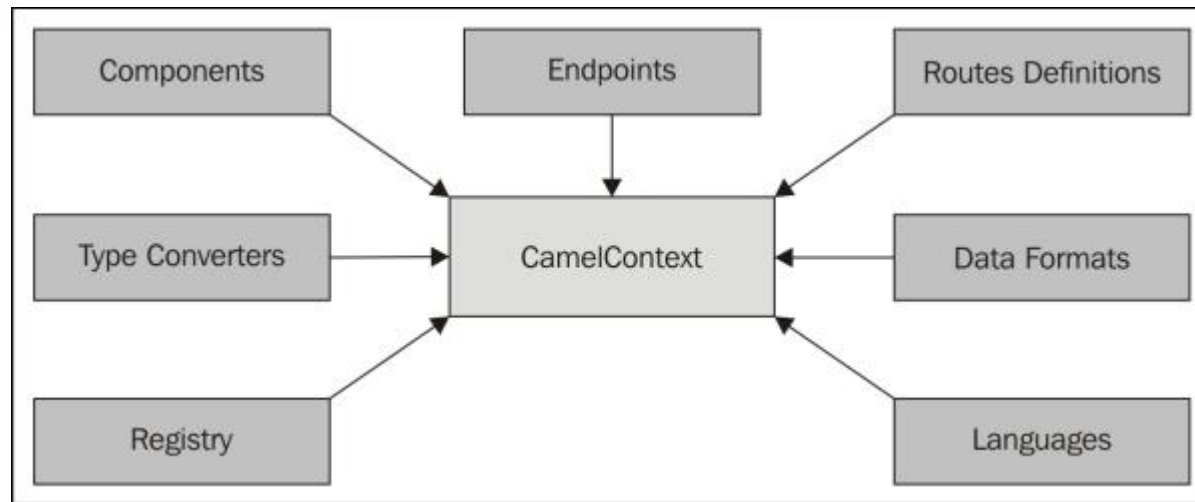 Components
Endpoints
Routes Definitions
Type Converters
CamelContext
Data Formats
Registry
Languages